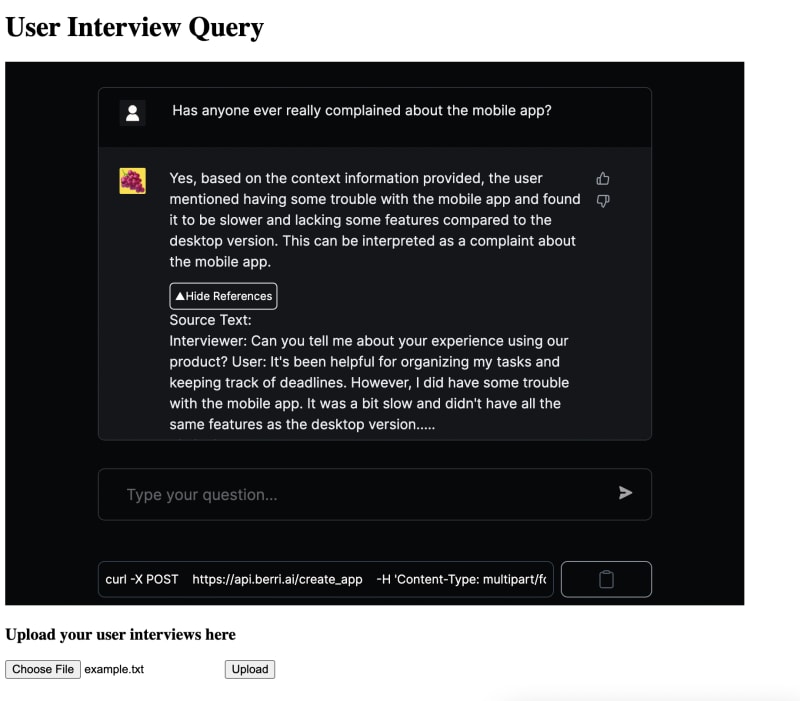 User Interview Query
Has anyone ever really complained about the mobile app?
Yes, based on the context information provided, the user
mentioned having some trouble with the mobile app and found
it to be slower and lacking some features compared to the
desktop version. This can be interpreted as a complaint about
the mobile app.
▲Hide References
Source Text:
Interviewer: Can you tell me about your experience using our
product? User: It's been helpful for organizing my tasks and
keeping track of deadlines. However, I did have some trouble
with the mobile app. It was a bit slow and didn't have all the
same features as the desktop version.....
Type your question...
curl -X POST https://api.berri.ai/create_app -H 'Content-Type: multipart/fo
Upload your user interviews here
Choose File example.txt Upload